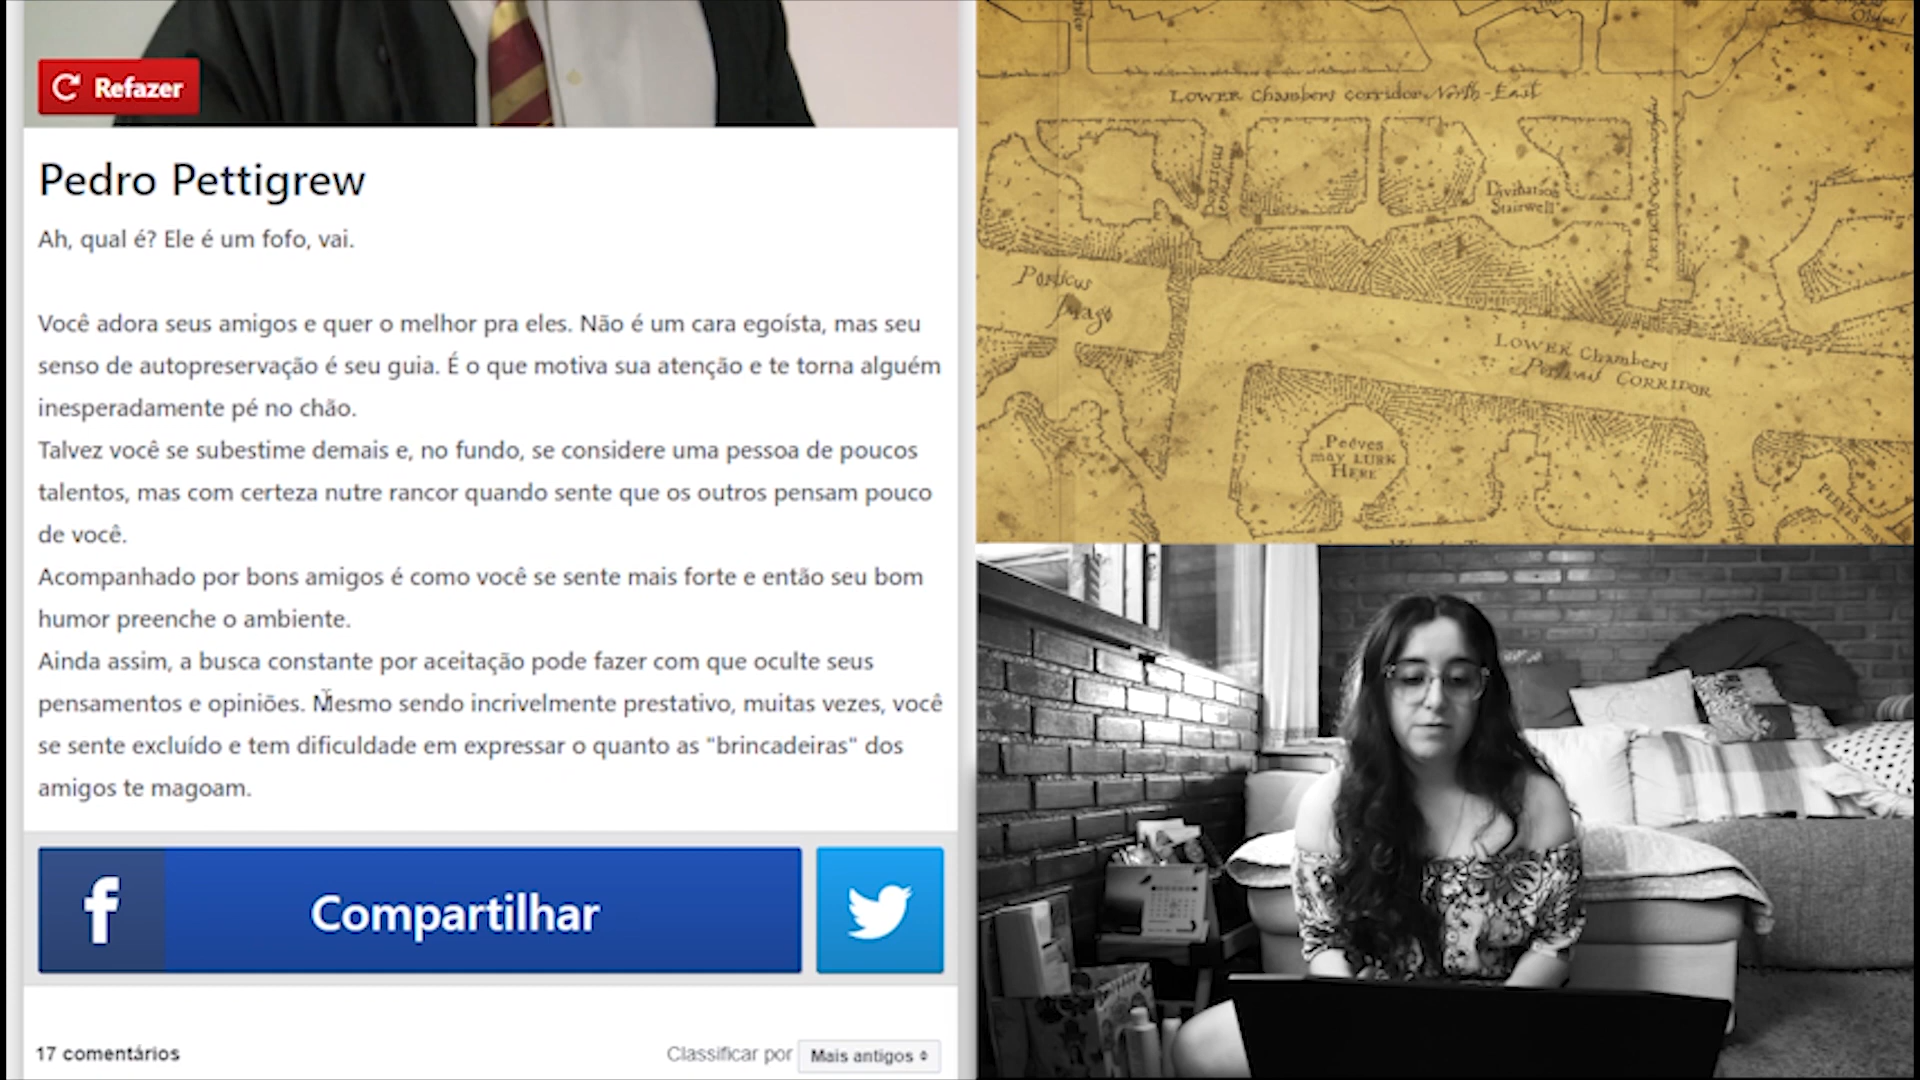 Refazer
Pedro Pettigrew
Ah, qual é? Ele é um fofo, vai.
Você adora seus amigos e quer o melhor pra eles. Não é um cara egoísta, mas seu
senso de autopreservação é seu guia. É o que motiva sua atenção e te torna alguém
inesperadamente pé no chão.
Talvez você se subestime demais e, no fundo, se considere uma pessoa de poucos
talentos, mas com certeza nutre rancor quando sente que os outros pensam pouco
de você.
Acompanhado por bons amigos é como você se sente mais forte e então seu bom
humor preenche o ambiente.
Ainda assim, a busca constante por aceitação pode fazer com que oculte seus
pensamentos e opiniões. Mesmo sendo incrivelmente prestativo, muitas vezes, você
se sente excluído e tem dificuldade em expressar o quanto as "brincadeiras" dos
amigos te magoam.
f Compartilhar
17 comentários
Classificar por Mais antigos
LOWER Chambers corridor North-East
Divination
Stairwell
Porticus
LOWER Chambers
CORRIDOR
Peeves
may LURK
HERE